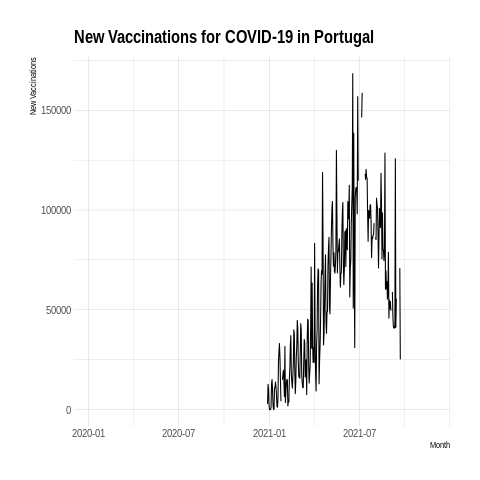 New Vaccinations for COVID-19 in Portugal
New Vaccinations
150000
100000
50000
0
2020-01 2020-07 2021-01 2021-07
Month